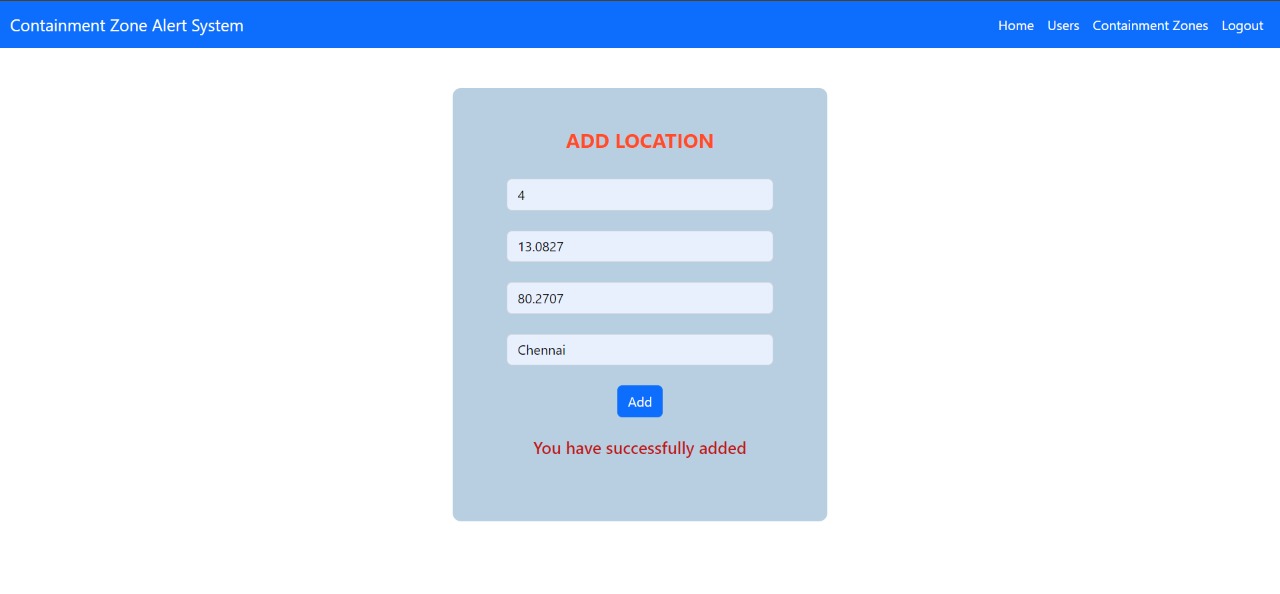 Containment Zone Alert System
Home Users Containment Zones Logout
ADD LOCATION
4
13.0827
80.2707
Chennai
Add
You have successfully added